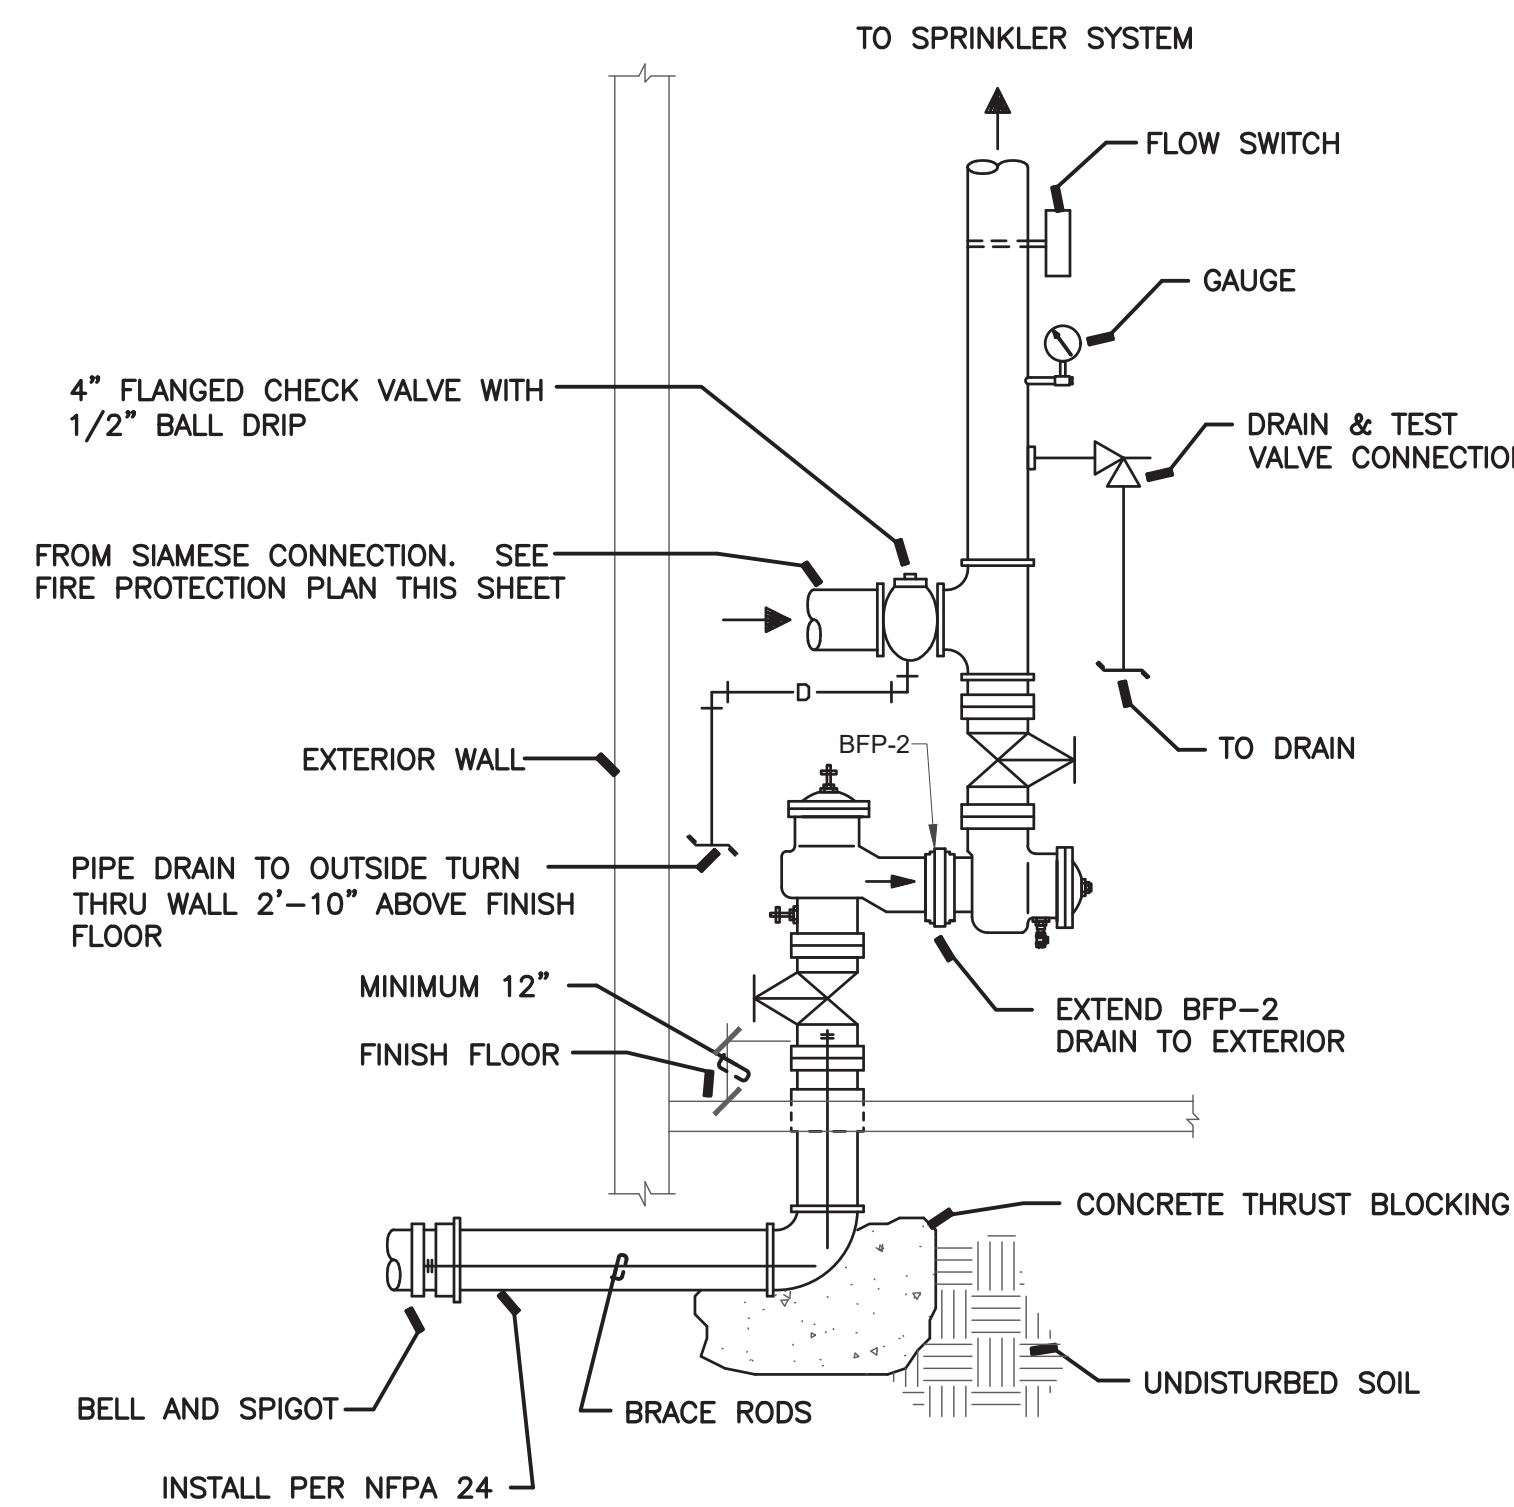 TO SPRINKLER SYSTEM
FLOW SWITCH
GAUGE
4" FLANGED CHECK VALVE WITH
1/2" BALL DRIP
DRAIN & TEST
VALVE CONNECTIO
FROM SIAMESE CONNECTION. SEE
FIRE PROTECTION PLAN THIS SHEET
D
BFP-2
TO DRAIN
EXTERIOR WALL
PIPE DRAIN TO OUTSIDE TURN
THRU WALL 2'-10" ABOVE FINISH
FLOOR
MINIMUM 12"
EXTEND BFP-2
DRAIN TO EXTERIOR
FINISH FLOOR
CONCRETE THRUST BLOCKING
UNDISTURBED SOIL
BELL AND SPIGOT
BRACE RODS
INSTALL PER NFPA 24